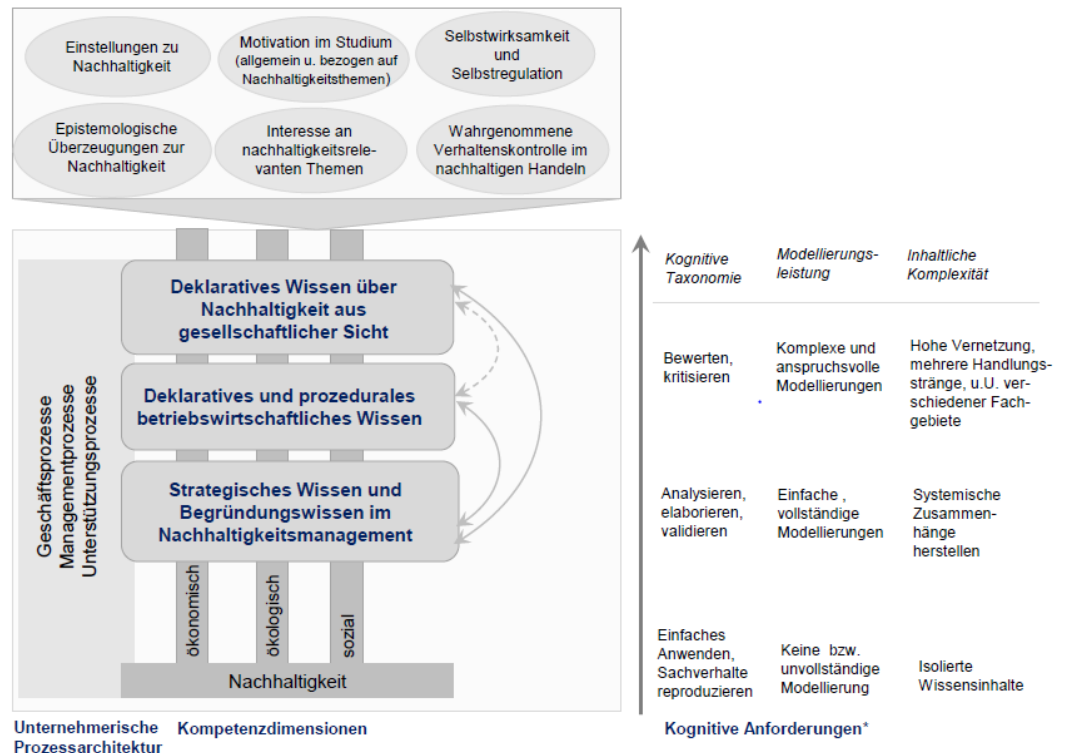 Einstellungen zu
Nachhaltigkeit
Motivation im Studium
(allgemein u. bezogen auf
Nachhaltigkeitsthemen)
Selbstwirksamkeit
und
Selbstregulation
Epistemologische
Überzeugungen zur
Nachhaltigkeit
Interesse an
nachhaltigkeitsrele-
vanten Themen
Wahrgenommene
Verhaltenskontrolle im
nachhaltigen Handeln
Geschäftsprozesse
Managementprozesse
Unterstützungsprozesse
Deklaratives Wissen über
Nachhaltigkeit aus
gesellschaftlicher Sicht
Deklaratives und prozedurales
betriebswirtschaftliches Wissen
Strategisches Wissen und
Begründungswissen im
Nachhaltigkeitsmanagement
ökonomisch
ökologisch
sozial
Nachhaltigkeit
Unternehmerische
Prozessarchitektur
Kompetenzdimensionen
Kognitive
Taxonomie
Modellierungs-
leistung
Inhaltliche
Komplexität
Bewerten,
kritisieren
Komplexe und
anspruchsvolle
Modellierungen
Hohe Vernetzung,
mehrere Handlungs-
stränge, u.U. ver-
schiedener Fach-
gebiete
Analysieren,
elaborieren,
validieren
Einfache ,
vollständige
Modellierungen
Systemische
Zusammen-
hänge
herstellen
Einfaches
Anwenden,
Sachverhalte
reproduzieren
Keine bzw.
unvollständige
Modellierung
Isolierte
Wissensinhalte
Kognitive Anforderungen*